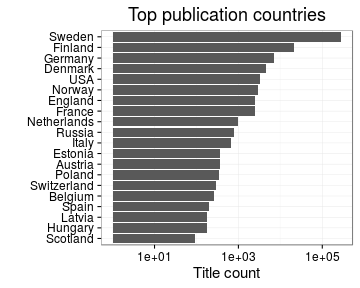 Top publication countries
Sweden
Finland
Germany
Denmark
USA
Norway
England
France
Netherlands
Russia
Italy
Estonia
Austria
Poland
Switzerland
Belgium
Spain
Latvia
Hungary
Scotland
1e+01 1e+03 1e+05
Title count